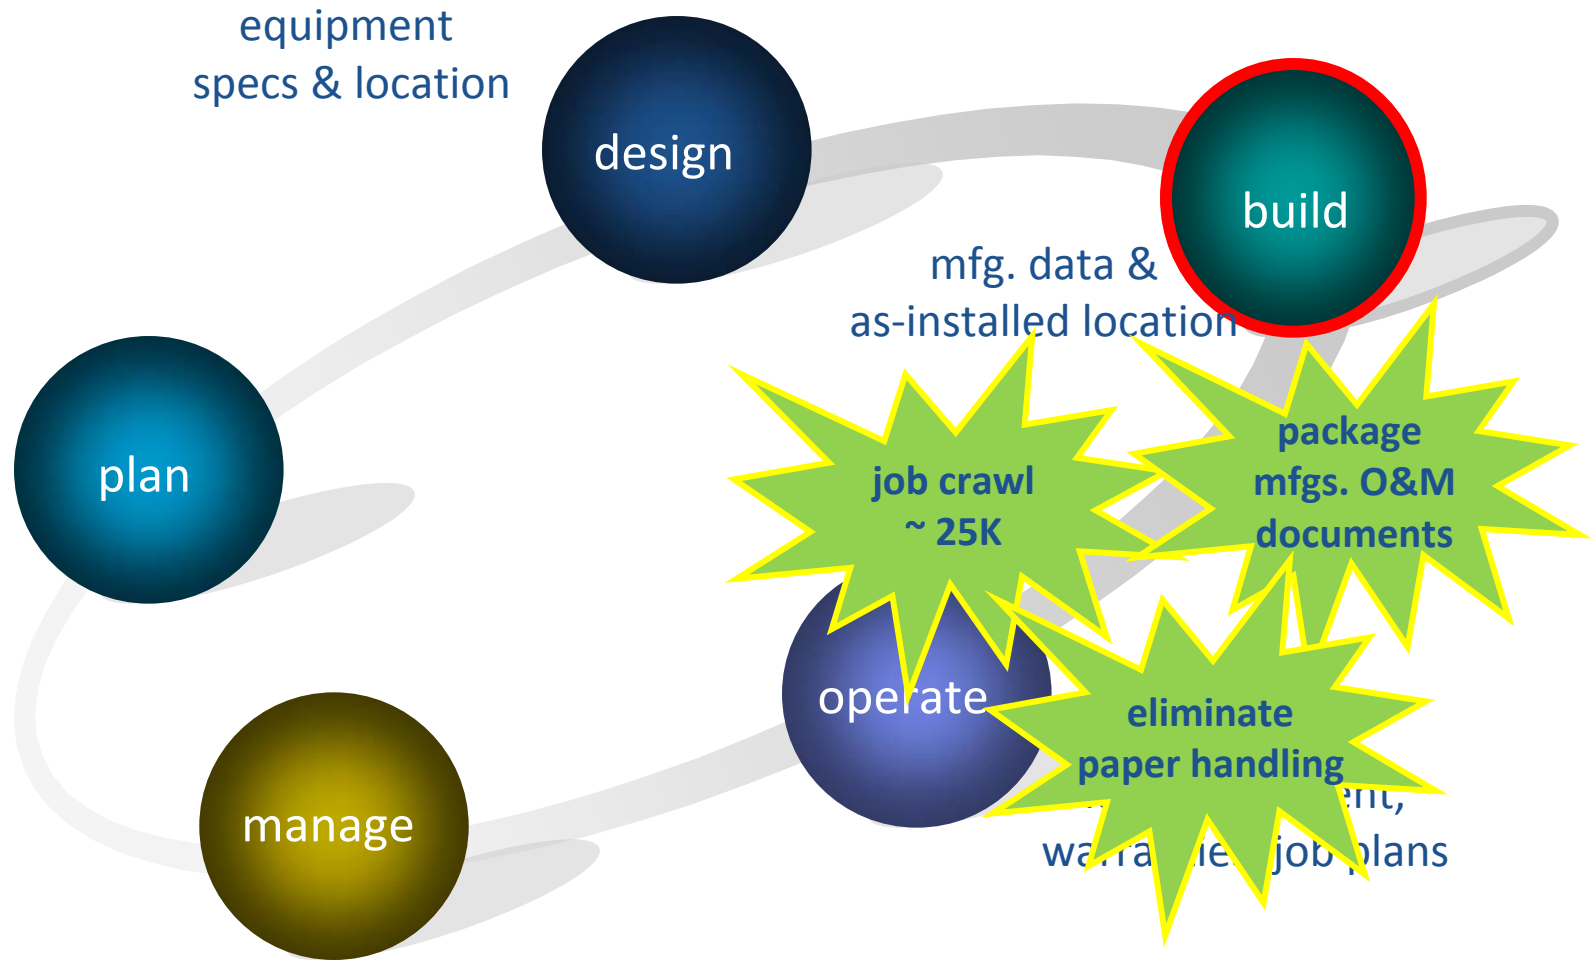 equipment
specs & location
design
build
mfg. data &
as-installed location
plan
job crawl
~ 25K
package
mfgs. O&M
documents
operate
eliminate
paper handling
manage
job plans